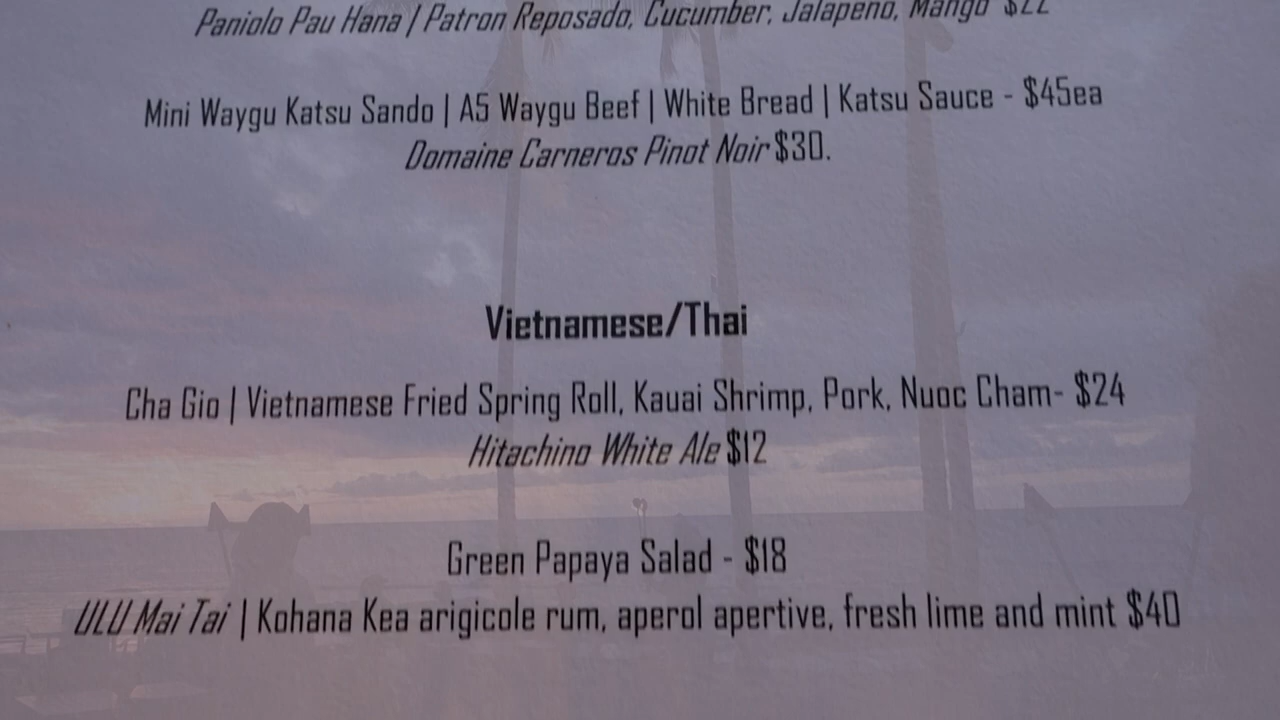 Paniolo Pau Hana / Patron Reposado, Cucumber, Jalapeno, Mango $22
Mini Waygu Katsu Sando | A5 Waygu Beef | White Bread | Katsu Sauce - $45ea
Domaine Carneros Pinot Noir $30.
Vietnamese/Thai
Cha Gio | Vietnamese Fried Spring Roll, Kauai Shrimp, Pork, Nuoc Cham- $24
Hitachino White Ale $12
Green Papaya Salad - $18
ULU Mai Tai | Kohana Kea arigicole rum, aperol apertive, fresh lime and mint $40